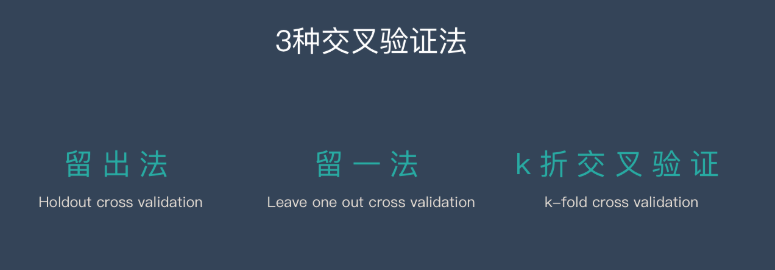 3种交叉验证法
留出法
Holdout cross validation
留一法
Leave one out cross validation
k折交叉验证
k-fold cross validation